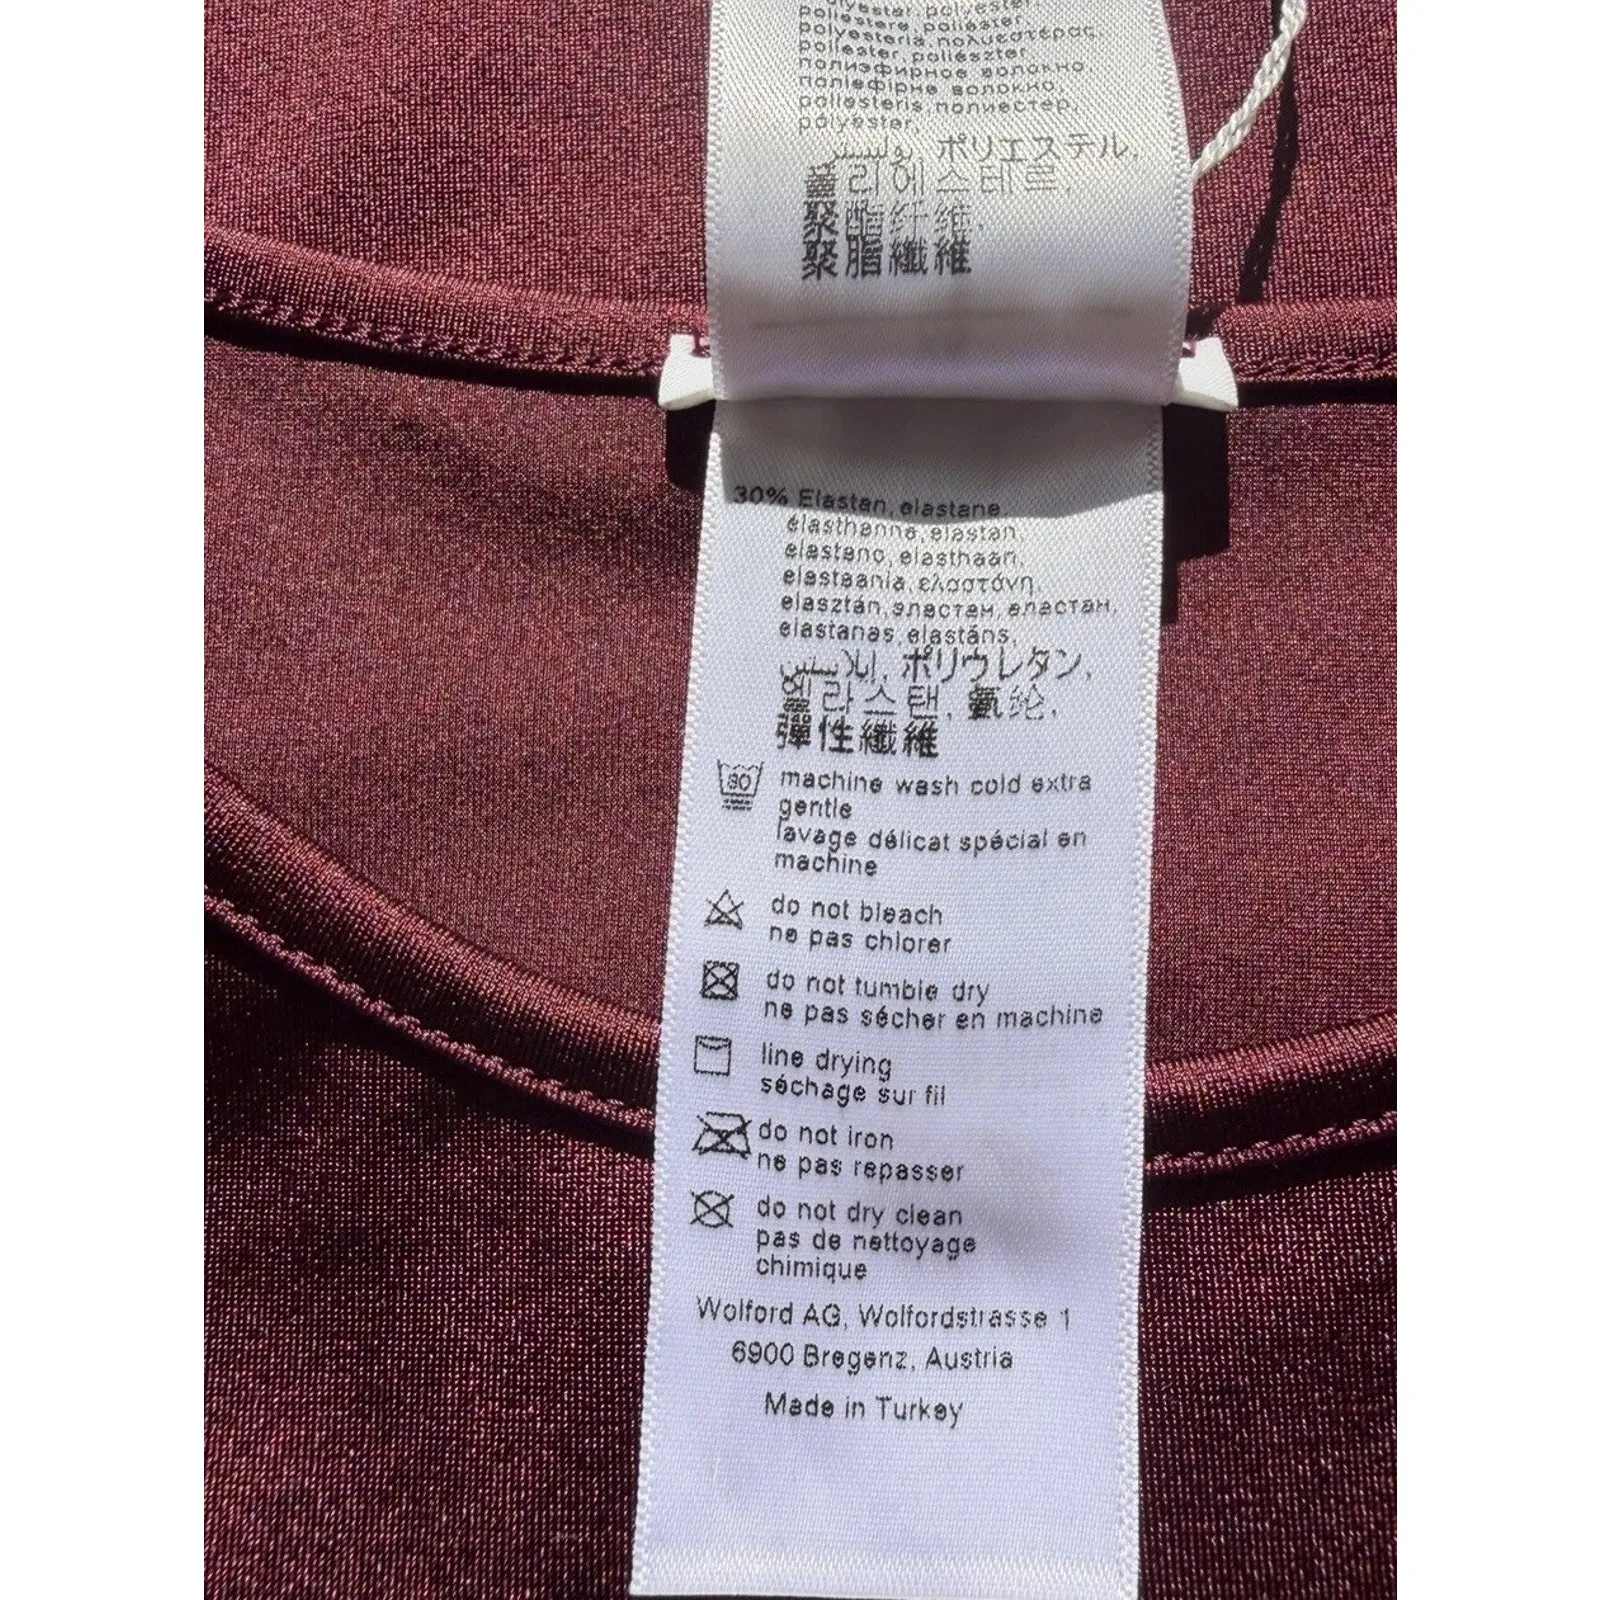 polyester, polyester
poliestere, poliéster,
polyesteria, πολυεστέρας,
poliester, poliészter
полиэфирное волокно
поліефірне волокно,
poliesteris, полиестер,
polyester,
ポリエステル,
폴리에스테르,
聚酯纤维,
聚脂纖維
30% Elastan, elastane,
élasthanne, elastan,
elastano, elasthaan,
elasteania, ελαστάνη,
elasztán, эластан, еластан,
elastanas, elastāns,
ポリウレタン,
엘라스탠, 氨纶,
彈性纖維
30 machine wash cold extra
gentle
lavage délicat spécial en
machine
do not bleach
ne pas chlorer
do not tumble dry
ne pas sécher en machine
line drying
séchage sur fil
do not iron
ne pas repasser
do not dry clean
pas de nettoyage
chimique
Wolford AG, Wolfordstrasse 1
6900 Bregenz, Austria
Made in Turkey